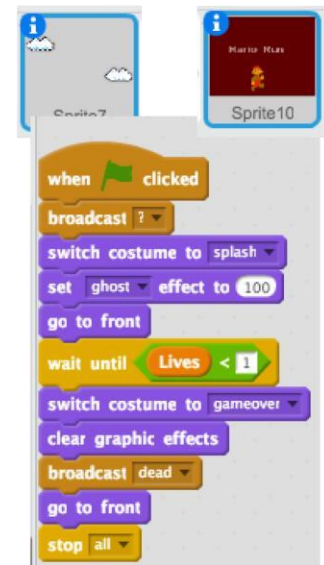 i
i
Mario Run
Sprite7
Sprite10
when clicked
broadcast ?
switch costume to splash
set ghost effect to 100
go to front
wait until Lives < 1
switch costume to gameover
clear graphic effects
broadcast dead
go to front
stop all